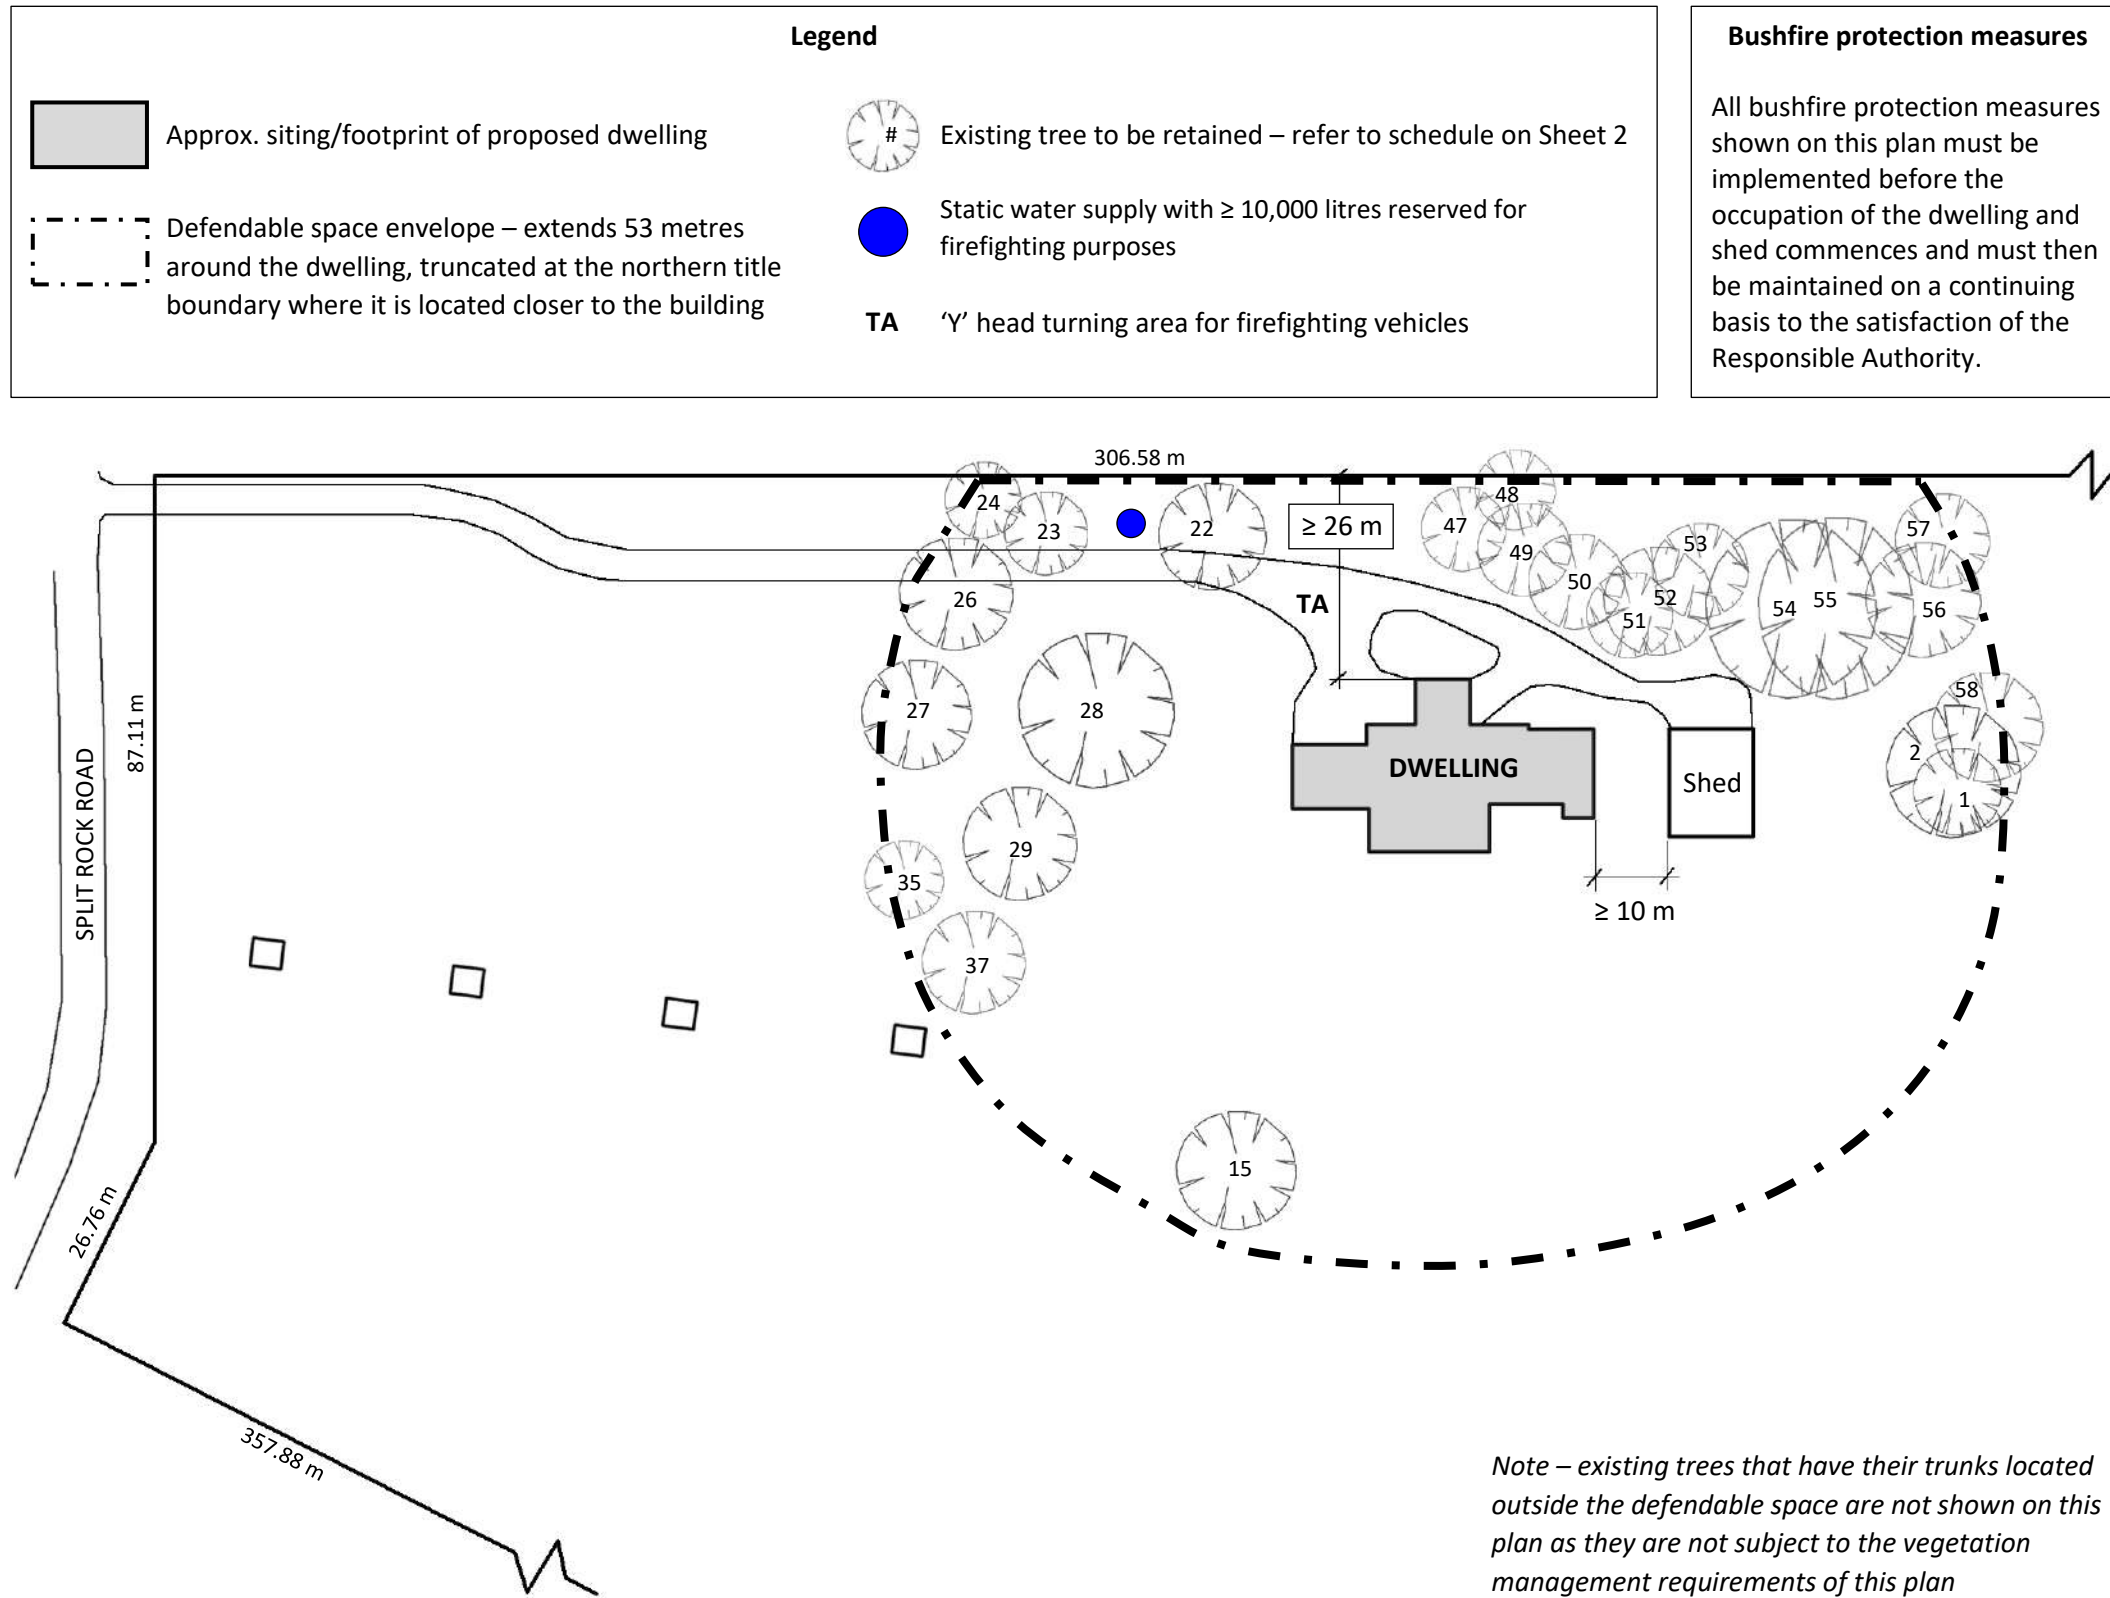 Legend
Approx. siting/footprint of proposed dwelling
Defendable space envelope – extends 53 metres
around the dwelling, truncated at the northern title
boundary where it is located closer to the building
#
Existing tree to be retained – refer to schedule on Sheet 2
Static water supply with ≥ 10,000 litres reserved for
firefighting purposes
TA
‘Y’ head turning area for firefighting vehicles
Bushfire protection measures
All bushfire protection measures
shown on this plan must be
implemented before the
occupation of the dwelling and
shed commences and must then
be maintained on a continuing
basis to the satisfaction of the
Responsible Authority.
306.58 m
24
23
22
≥ 26 m
47
48
49
50
51
52
53
54
55
56
57
26
TA
27
28
58
2
1
87.11 m
SPLIT ROCK ROAD
DWELLING
Shed
29
35
37
≥ 10 m
15
26.76 m
357.88 m
Note – existing trees that have their trunks located
outside the defendable space are not shown on this
plan as they are not subject to the vegetation
management requirements of this plan